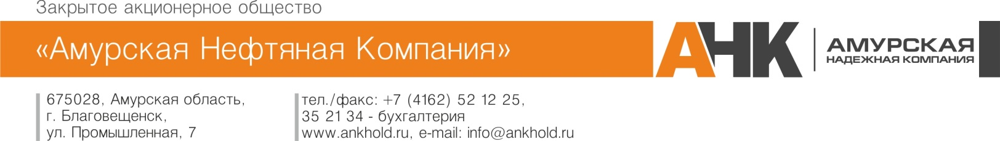 Закрытое акционерное общество
«Амурская Нефтяная Компания»
АНК
АМУРСКАЯ
НАДЕЖНАЯ КОМПАНИЯ
675028, Амурская область,
г. Благовещенск,
ул. Промышленная, 7
тел./факс: +7 (4162) 52 12 25,
35 21 34 - бухгалтерия
www.ankhold.ru, e-mail: info@ankhold.ru